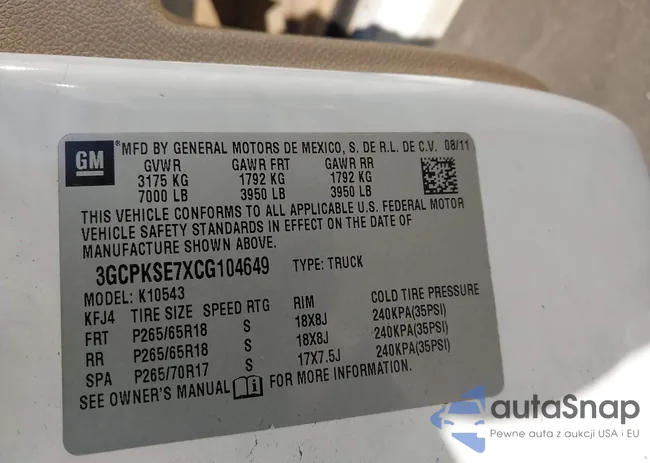 GM
®MFD BY GENERAL MOTORS DE MEXICO, S. DE R.L. DE C.V. 08/11
GVWR GAWR FRT GAWR RR
3175 KG 1792 KG 1792 KG
7000 LB 3950 LB 3950 LB
THIS VEHICLE CONFORMS TO ALL APPLICABLE U.S. FEDERAL MOTOR
VEHICLE SAFETY STANDARDS IN EFFECT ON THE DATE OF
MANUFACTURE SHOWN ABOVE.
3GCPKSE7XCG104649 TYPE: TRUCK
MODEL: K10543
KFJ4 TIRE SIZE SPEED RTG RIM COLD TIRE PRESSURE
FRT P265/65R18 S 18X8J 240KPA(35PSI)
RR P265/65R18 S 18X8J 240KPA(35PSI)
SPA P265/70R17 S 17X7.5J 240KPA(35PSI)
SEE OWNER'S MANUAL FOR MORE INFORMATION.
autaSnap
Pewne auta z aukcji USA i EU